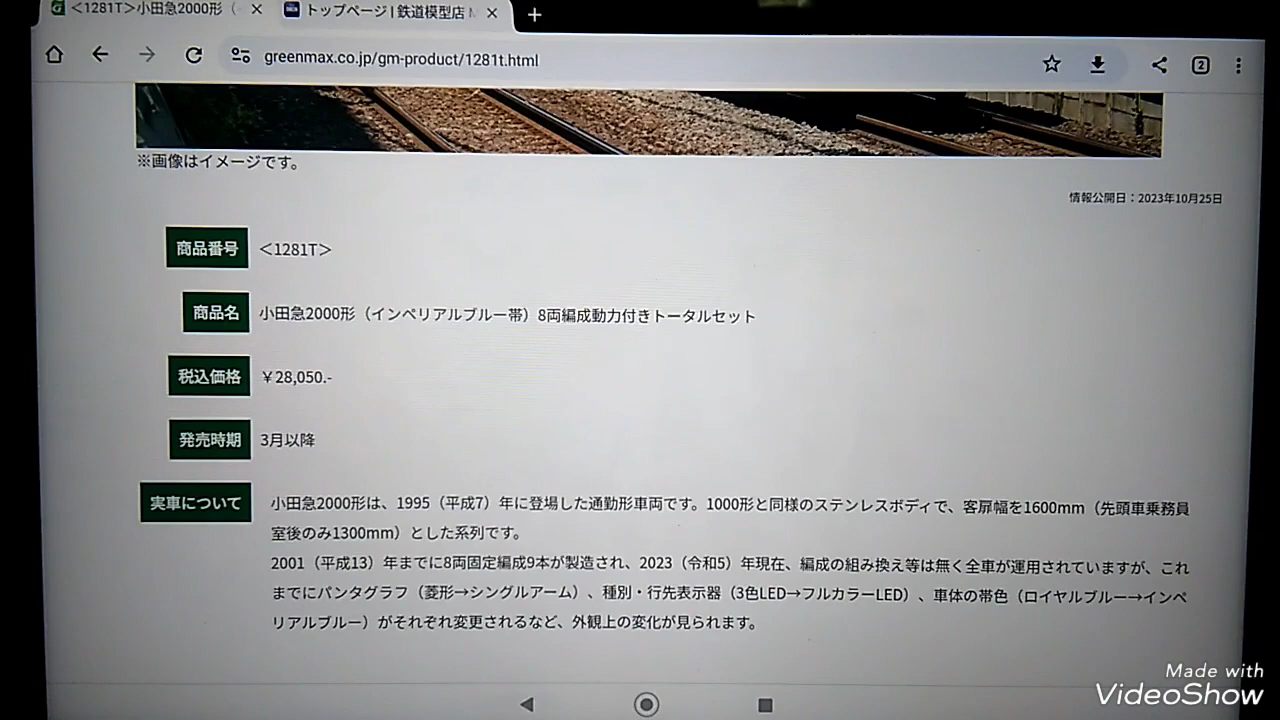 <1281T>小田急2000形(
トップページ | 鉄道模型店
greenmax.co.jp/gm-product/1281t.html
2
※画像はイメージです。
情報公開日：2023年10月25日
商品番号 <1281T>
商品名 小田急2000形（インペリアルブルー帯）8両編成動力付きトータルセット
税込価格 ￥28,050.-
発売時期 3月以降
実車について 小田急2000形は、1995（平成7）年に登場した通勤形車両です。1000形と同様のステンレスボディで、客扉幅を1600mm（先頭車乗務員
室後のみ1300mm）とした系列です。
2001（平成13）年までに8両固定編成9本が製造され、2023（令和5）年現在、編成の組み換え等は無く全車が運用されていますが、これ
までにパンタグラフ（菱形→シングルアーム）、種別・行先表示器（3色LED→フルカラーLED）、車体の帯色（ロイヤルブルー→インペ
リアルブルー）がそれぞれ変更されるなど、外観上の変化が見られます。
Made with
VideoShow